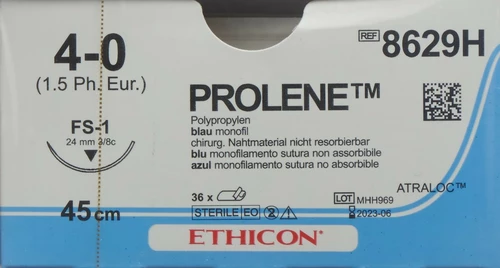 4-0
(1.5 Ph. Eur.)
FS-1
24 mm 3/8c
45 cm
REF 8629H
PROLENE™
Polypropylen
blau monofil
chirurg. Nahtmaterial nicht resorbierbar
blu monofilamento sutura non assorbibile
azul monofilamento sutura no absorbible
36 x
STERILE EO 2
ATRALOC™
LOT MHH969
2023-06
ETHICON®